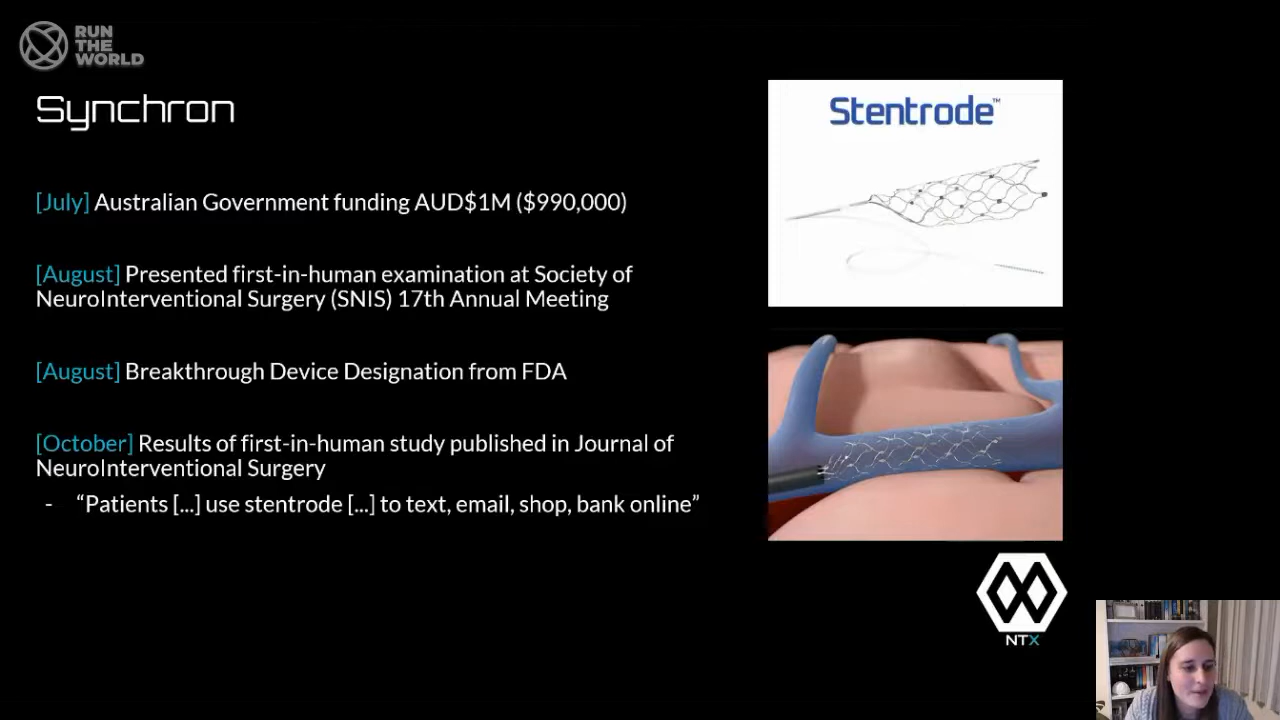 RUN
THE
WORLD
Synchron
[July] Australian Government funding AUD$1M ($990,000)
[August] Presented first-in-human examination at Society of
NeuroInterventional Surgery (SNIS) 17th Annual Meeting
[August] Breakthrough Device Designation from FDA
[October] Results of first-in-human study published in Journal of
NeuroInterventional Surgery
- “Patients [...] use stentrode [...] to text, email, shop, bank online”
Stentrode™
NTX